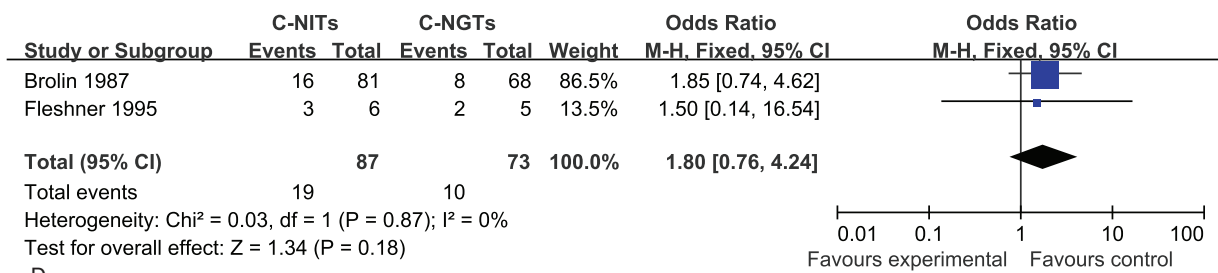 C-NITs C-NGTs Odds Ratio Odds Ratio
Study or Subgroup Events Total Events Total Weight M-H, Fixed, 95% CI M-H, Fixed, 95% CI
Brolin 1987 16 81 8 68 86.5% 1.85 [0.74, 4.62]
Fleshner 1995 3 6 2 5 13.5% 1.50 [0.14, 16.54]
Total (95% CI) 87 73 100.0% 1.80 [0.76, 4.24]
Total events 19 10
Heterogeneity: Chi² = 0.03, df = 1 (P = 0.87); I² = 0%
Test for overall effect: Z = 1.34 (P = 0.18)
0.01 0.1 1 10 100
Favours experimental Favours control